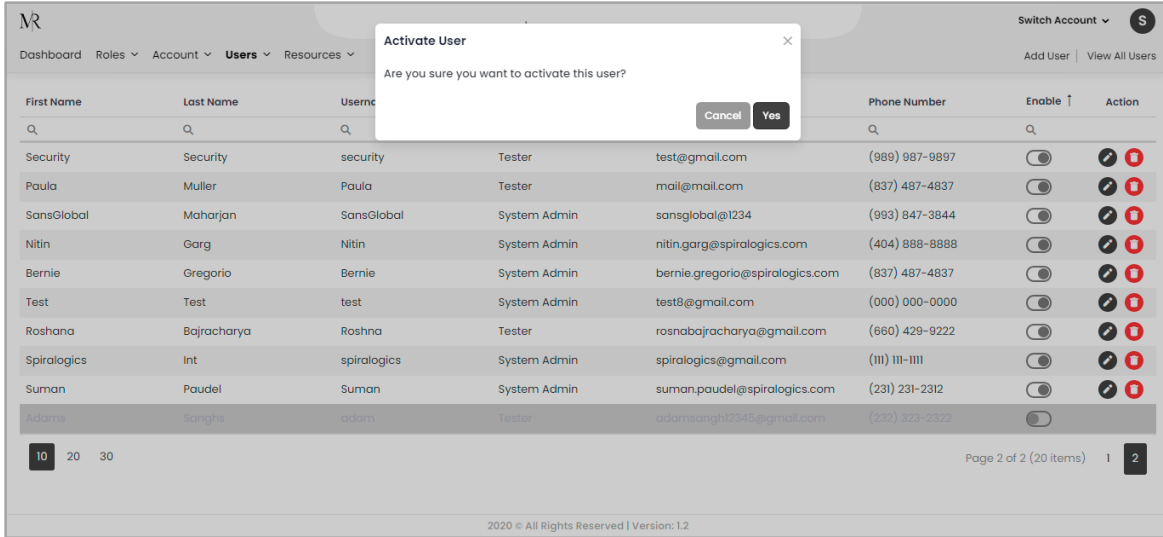 MR
Switch Account
S
Dashboard Roles Account Users Resources
Add User | View All Users
Activate User
Are you sure you want to activate this user?
Cancel Yes
First Name Last Name Phone Number Enable ↑ Action
Security Security security Tester test@gmail.com (989) 987-9897
Paula Muller Paula Tester mail@mail.com (837) 487-4837
SansGlobal Maharjan SansGlobal System Admin sansglobal@1234 (993) 847-3844
Nitin Garg Nitin System Admin nitin.garg@spiralogics.com (404) 888-8888
Bernie Gregorio Bernie System Admin bernie.gregorio@spiralogics.com (837) 487-4837
Test Test test System Admin test8@gmail.com (000) 000-0000
Roshana Bajracharya Roshna Tester rosnabajracharya@gmail.com (660) 429-9222
Spiralogics Int spiralogics System Admin spiralogics@gmail.com (111) 111-1111
Suman Paudel Suman System Admin suman.paudel@spiralogics.com (231) 231-2312
Adams Sanghs adam Tester adamsangh12345@gmail.com (232) 323-2322
10 20 30
Page 2 of 2 (20 items) 1 2
2020 © All Rights Reserved | Version: 1.2